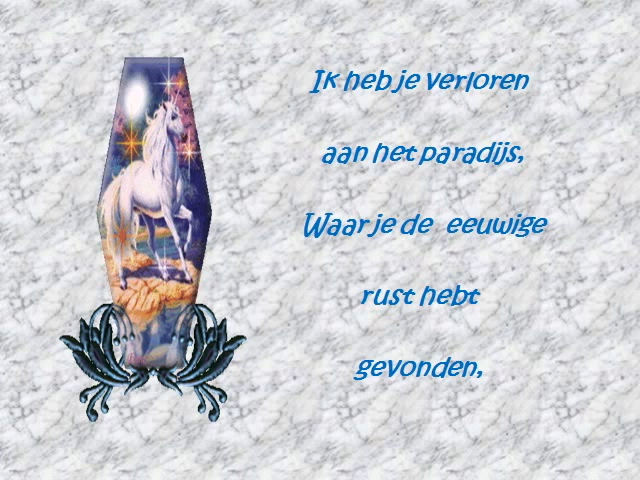 Ik heb je verloren
aan het paradijs,
Waar je de eeuwige
rust hebt
gevonden,